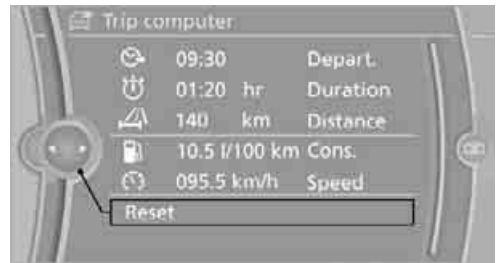 Trip computer
09:30 Depart.
01:20 hr Duration
140 km Distance
10.5 l/100 km Cons.
095.5 km/h Speed
Reset